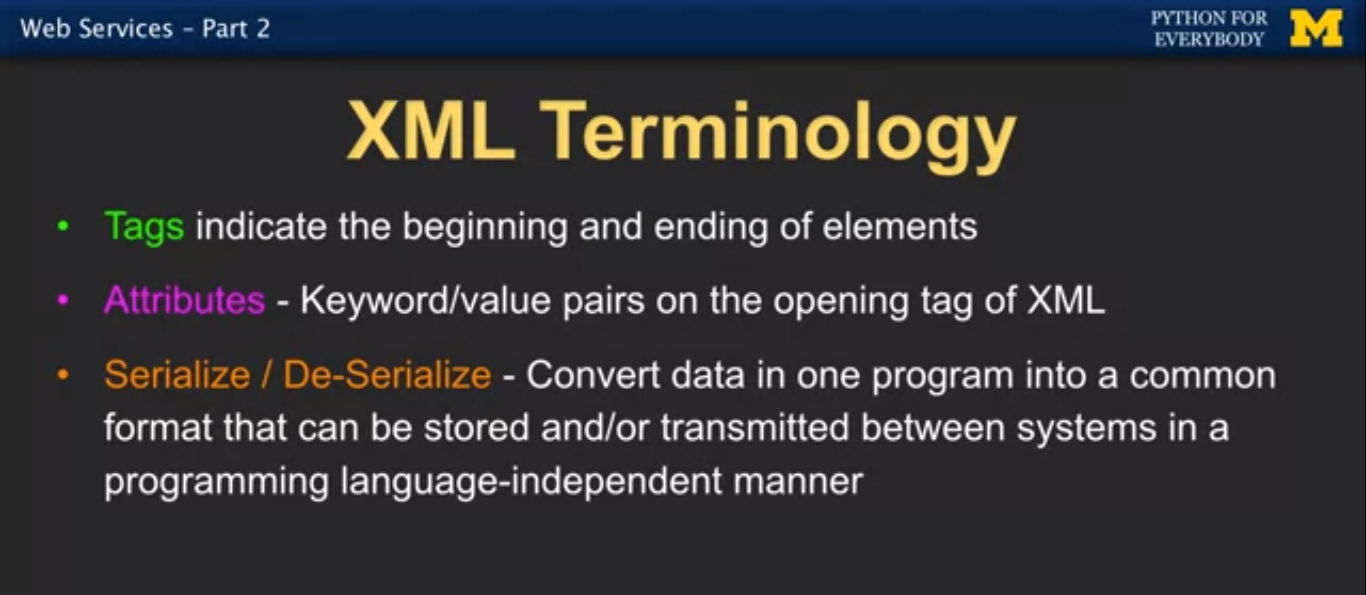 Web Services – Part 2
PYTHON FOR
EVERYBODY
M
XML Terminology
• Tags indicate the beginning and ending of elements
• Attributes - Keyword/value pairs on the opening tag of XML
• Serialize / De-Serialize - Convert data in one program into a common
format that can be stored and/or transmitted between systems in a
programming language-independent manner